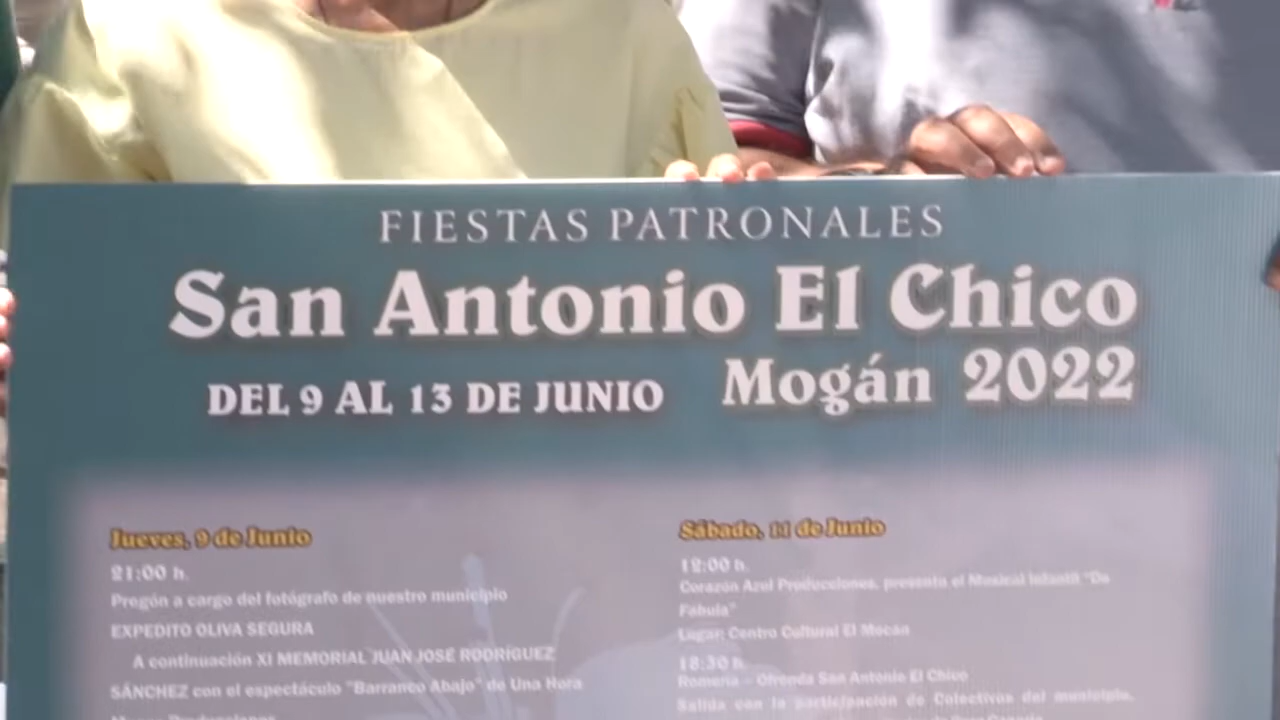 FIESTAS PATRONALES
San Antonio El Chico
DEL 9 AL 13 DE JUNIO Mogán 2022
Jueves, 9 de Junio
21:00 h.
Pregón a cargo del fotógrafo de nuestro municipio
EXPEDITO OLIVA SEGURA
A continuación XI MEMORIAL JUAN JOSÉ RODRÍGUEZ
SÁNCHEZ con el espectáculo "Barranco Abajo" de Una Hora
Sábado, 11 de Junio
12:00 h.
Corazón Azul Producciones, presenta el Musical Infantil "De
Fábula"
Lugar: Centro Cultural El Mocán
18:30 h.
Romería – Ofrenda San Antonio El Chico
Salida con la participación de Colectivos del municipio,